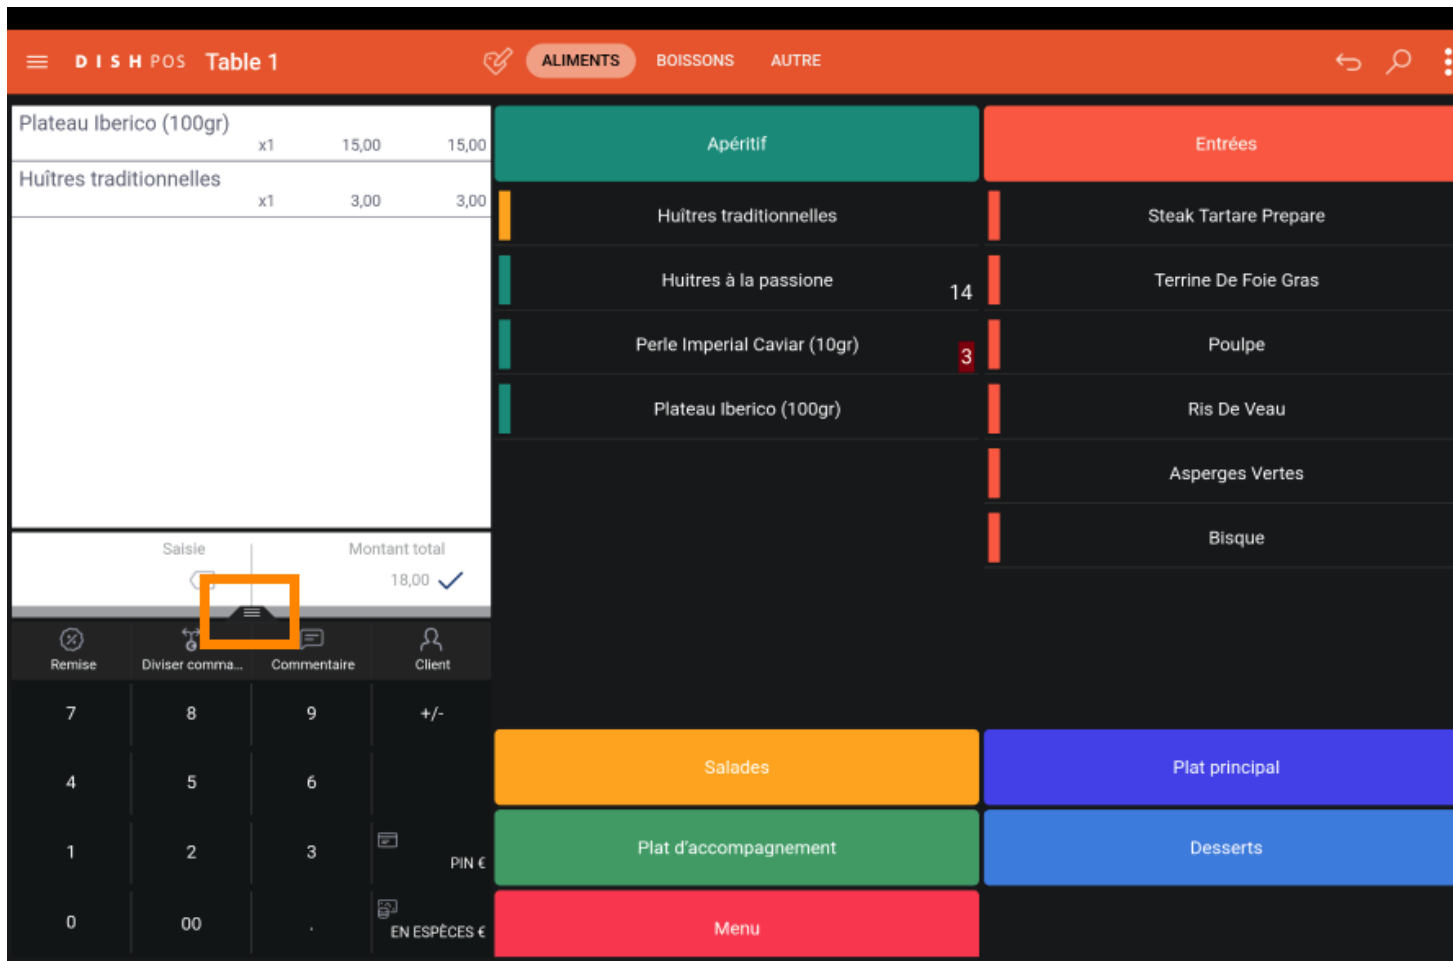 DISH POS Table 1
ALIMENTS BOISSONS AUTRE
Plateau Iberico (100gr)
x1 15,00 15,00
Huîtres traditionnelles
x1 3,00 3,00
Saisie Montant total
18,00
Remise Diviser comma... Commentaire Client
7 8 9 +/-
4 5 6
1 2 3 PIN €
0 00 . EN ESPÈCES €
Apéritif
Huîtres traditionnelles
Huitres à la passione 14
Perle Imperial Caviar (10gr) 3
Plateau Iberico (100gr)
Entrées
Steak Tartare Prepare
Terrine De Foie Gras
Poulpe
Ris De Veau
Asperges Vertes
Bisque
Salades Plat principal
Plat d'accompagnement Desserts
Menu